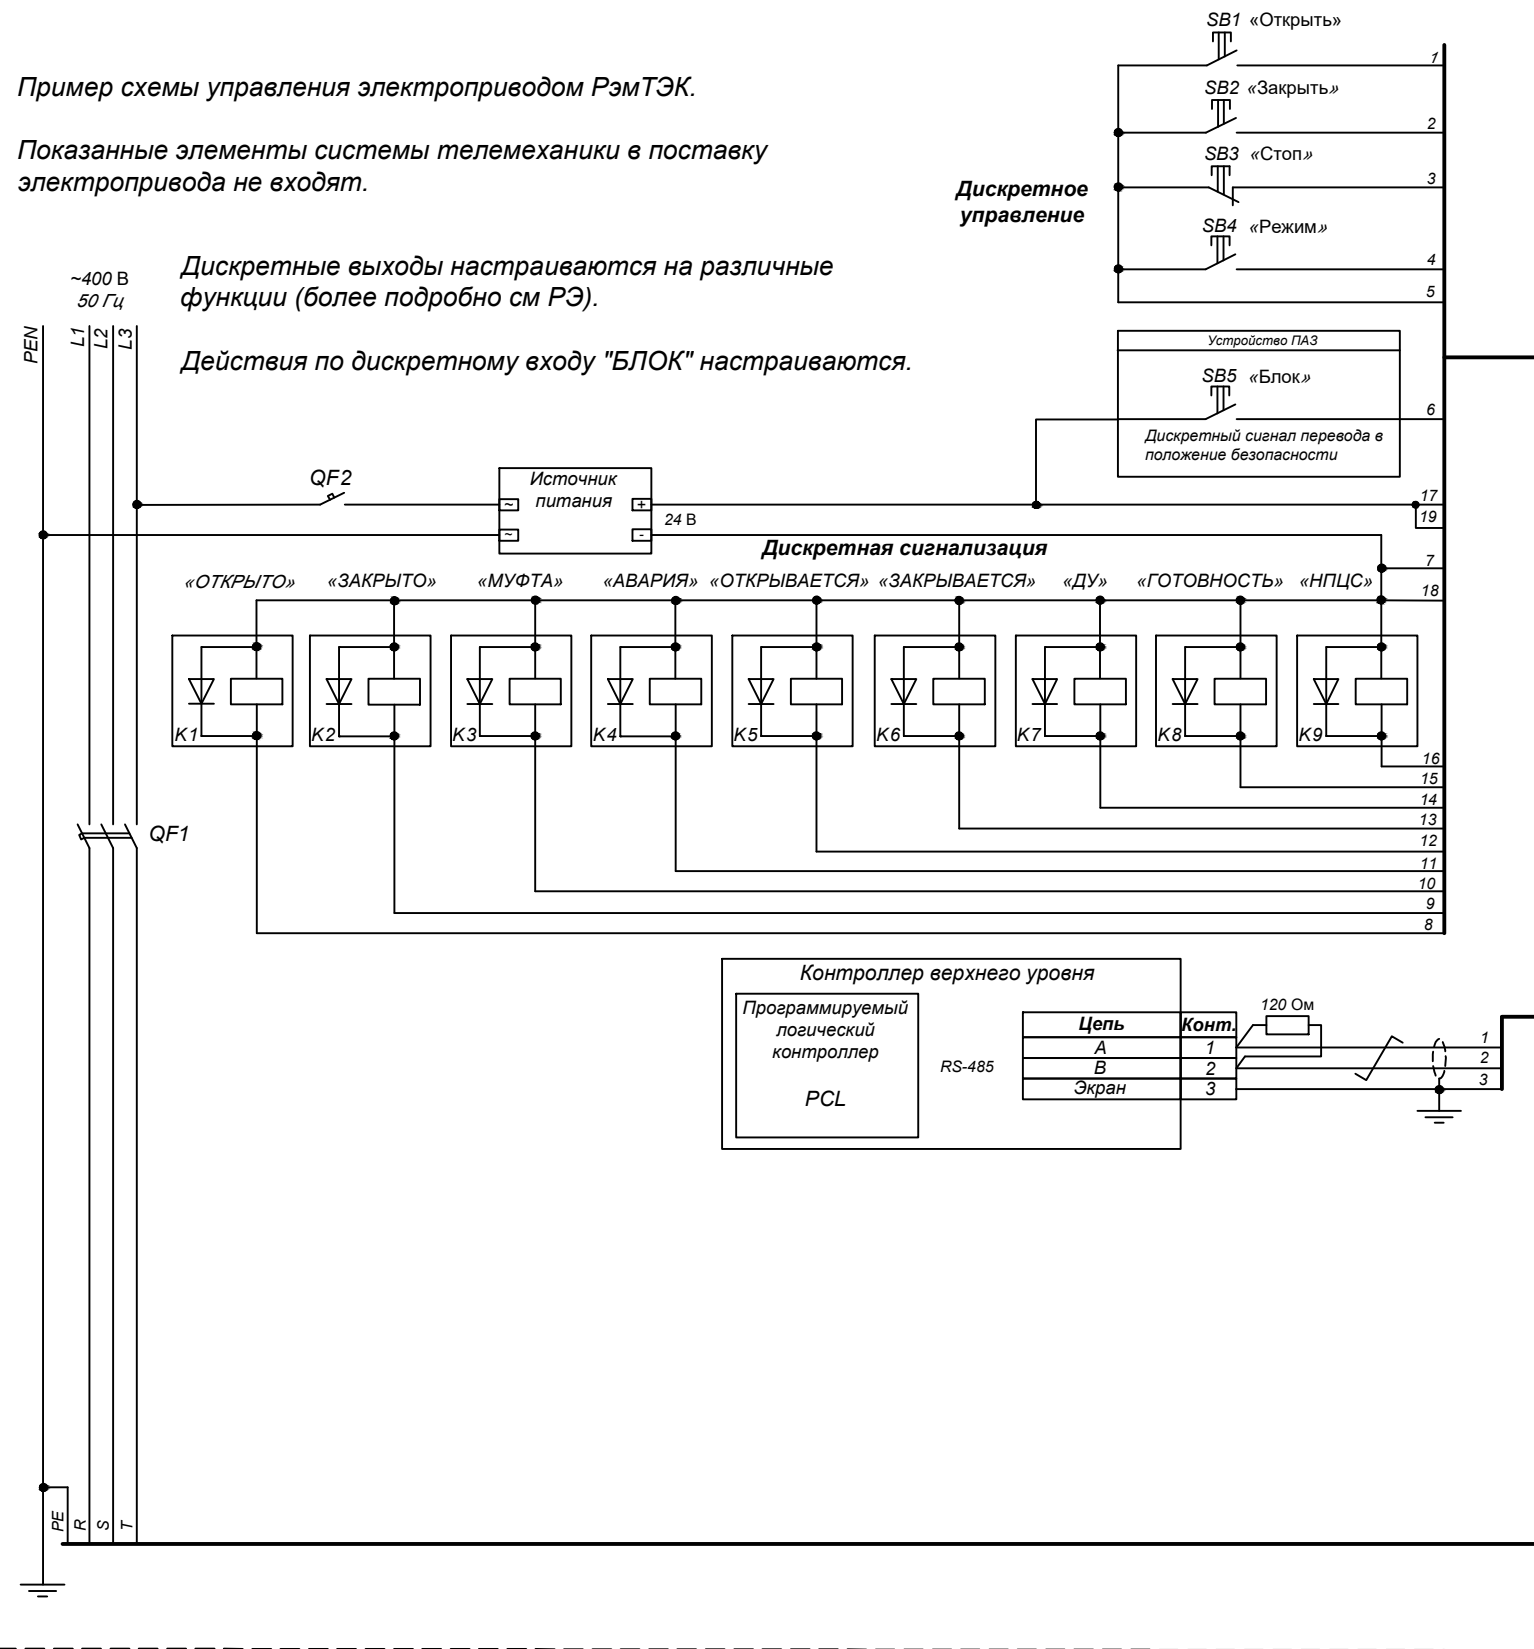 SB1 «Открыть»
1
Пример схемы управления электроприводом РэмТЭК.
SB2 «Закрыть»
2
Показанные элементы системы телемеханики в поставку
электропривода не входят.
SB3 «Стоп»
3
Дискретное
управление
SB4 «Режим»
4
5
Дискретные выходы настраиваются на различные
функции (более подробно см РЭ).
Действия по дискретному входу "БЛОК" настраиваются.
~400 В
50 Гц
PEN
L1
L2
L3
Устройство ПАЗ
SB5 «Блок»
6
Дискретный сигнал перевода в
положение безопасности
QF2
Источник
питания
~
~
+
-
24 В
17
19
Дискретная сигнализация
7
18
«ОТКРЫТО» «ЗАКРЫТО» «МУФТА» «АВАРИЯ» «ОТКРЫВАЕТСЯ» «ЗАКРЫВАЕТСЯ» «ДУ» «ГОТОВНОСТЬ» «НПЦС»
K1 K2 K3 K4 K5 K6 K7 K8 K9
16
15
14
13
12
11
10
9
8
QF1
Контроллер верхнего уровня
Программируемый
логический
контроллер
PCL
RS-485
Цепь Конт.
A 1
B 2
Экран 3
120 Ом
1
2
3
PE
R
S
T